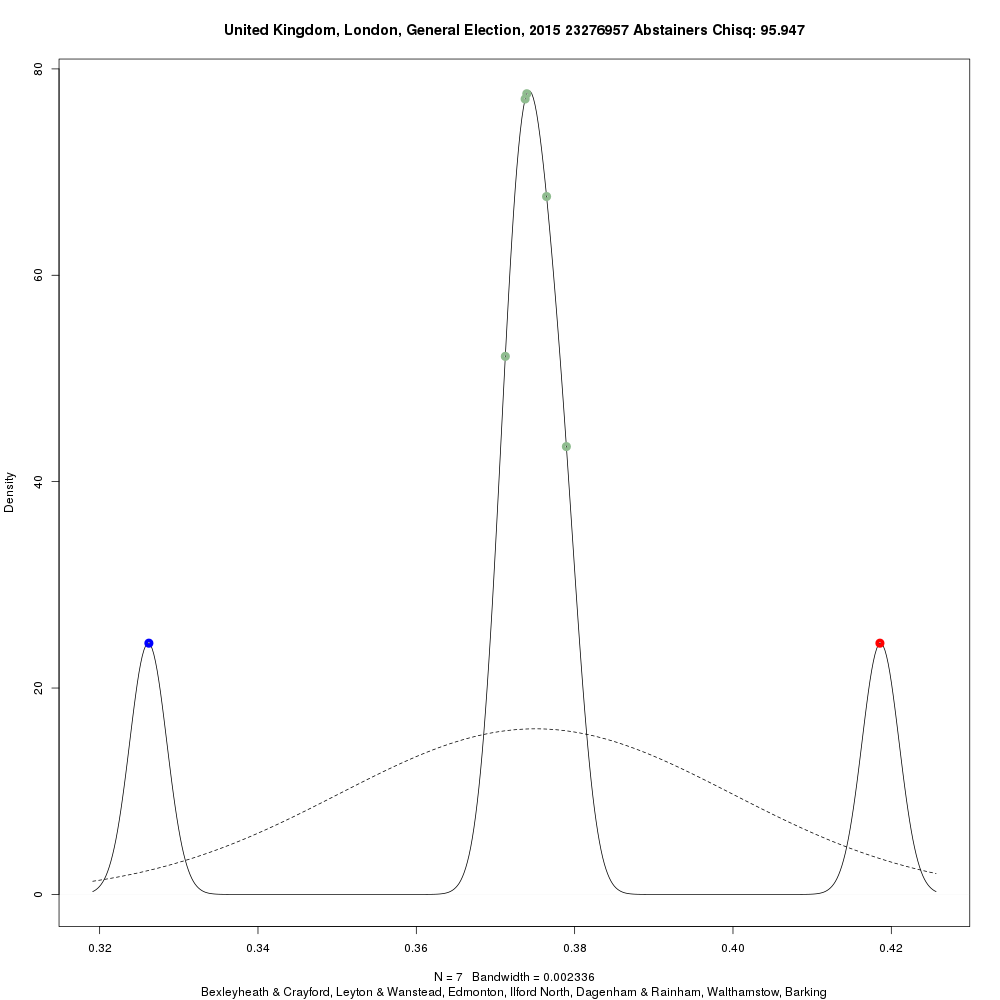 United Kingdom, London, General Election, 2015 23276957 Abstainers Chisq: 95.947
80
60
40
20
0
Density
0.32 0.34 0.36 0.38 0.40 0.42
N = 7 Bandwidth = 0.002336
Bexleyheath & Crayford, Leyton & Wanstead, Edmonton, Ilford North, Dagenham & Rainham, Walthamstow, Barking